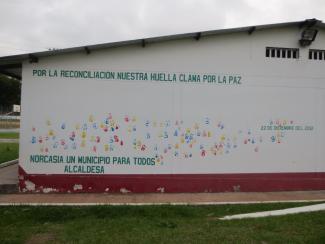 POR LA RECONCILIACIÓN NUESTRA HUELLA CLAMA POR LA PAZ
22 DE DICIEMBRE DEL 2012
NORCASIA UN MUNICIPIO PARA TODOS
ALCALDESA